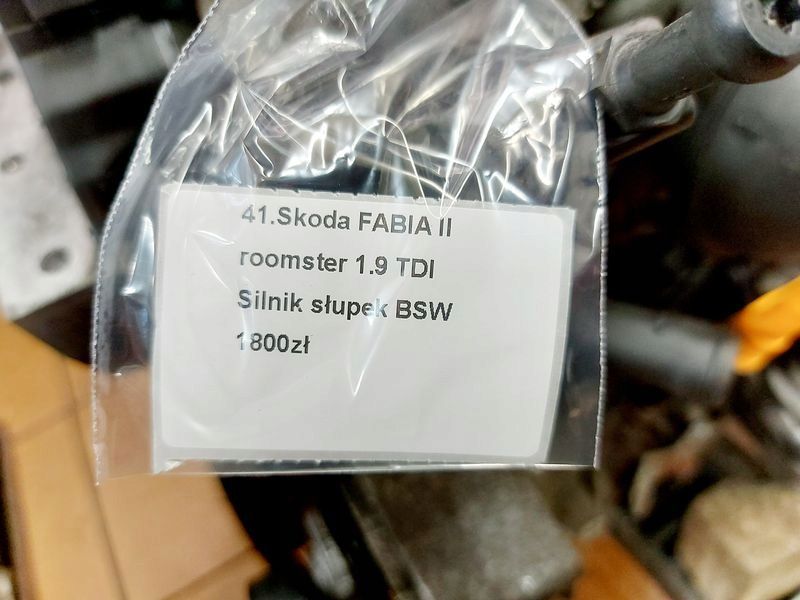 41.Skoda FABIA II
roomster 1.9 TDI
Silnik słupek BSW
1800zł